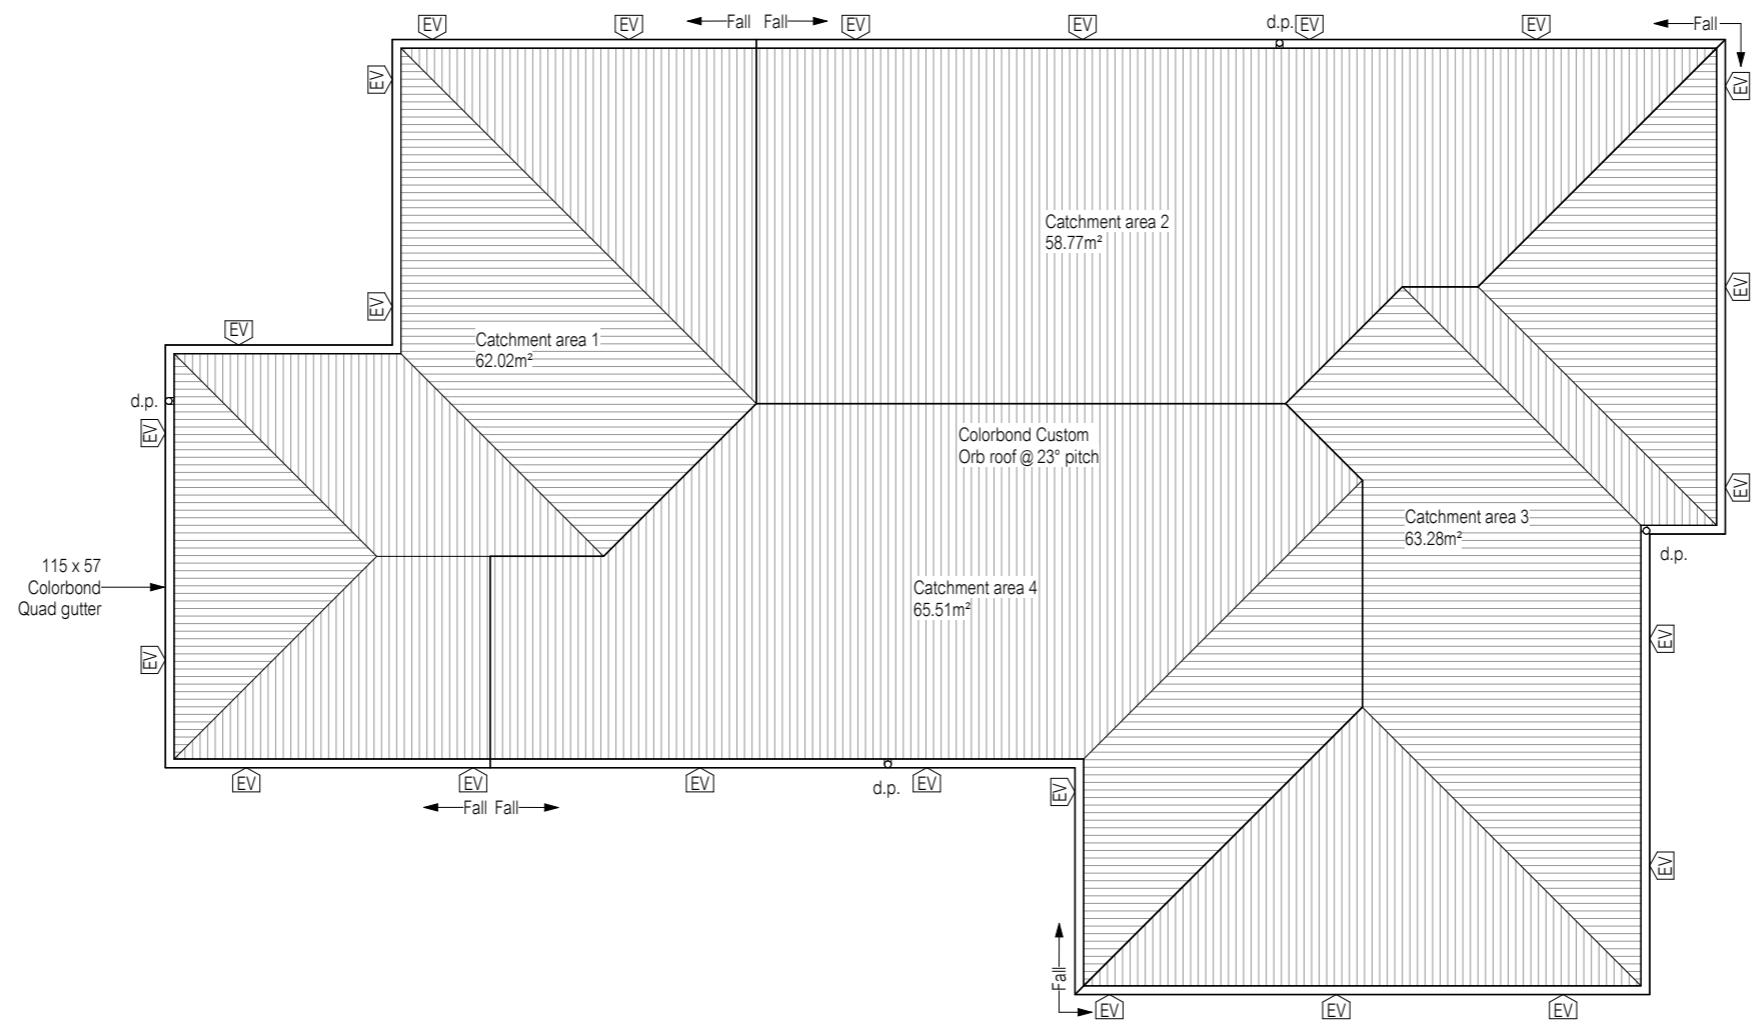 EV
EV
Fall Fall
EV
EV
d.p. EV
EV
Fall
EV
EV
Catchment area 2
58.77m²
EV
EV
EV
Catchment area 1
62.02m²
d.p.
EV
Colorbond Custom
Orb roof @ 23° pitch
EV
Catchment area 3
63.28m²
d.p.
115 x 57
Colorbond
Quad gutter
Catchment area 4
65.51m²
EV
EV
EV
EV
EV
d.p.
EV
EV
Fall Fall
EV
Fall
EV
EV
EV